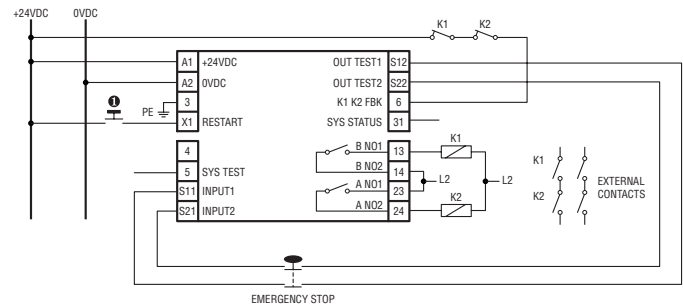 +24VDC 0VDC
K1 K2
A1 +24VDC OUT TEST1 S12
A2 0VDC OUT TEST2 S22
1
PE 3 K1 K2 FBK 6
X1 RESTART SYS STATUS 31
4 B NO1 13 K1
5 SYS TEST B NO2 14
L2 L2
S11 INPUT1 A NO1 23
S21 INPUT2 A NO2 24 K2
K1
K2
EXTERNAL
CONTACTS
EMERGENCY STOP